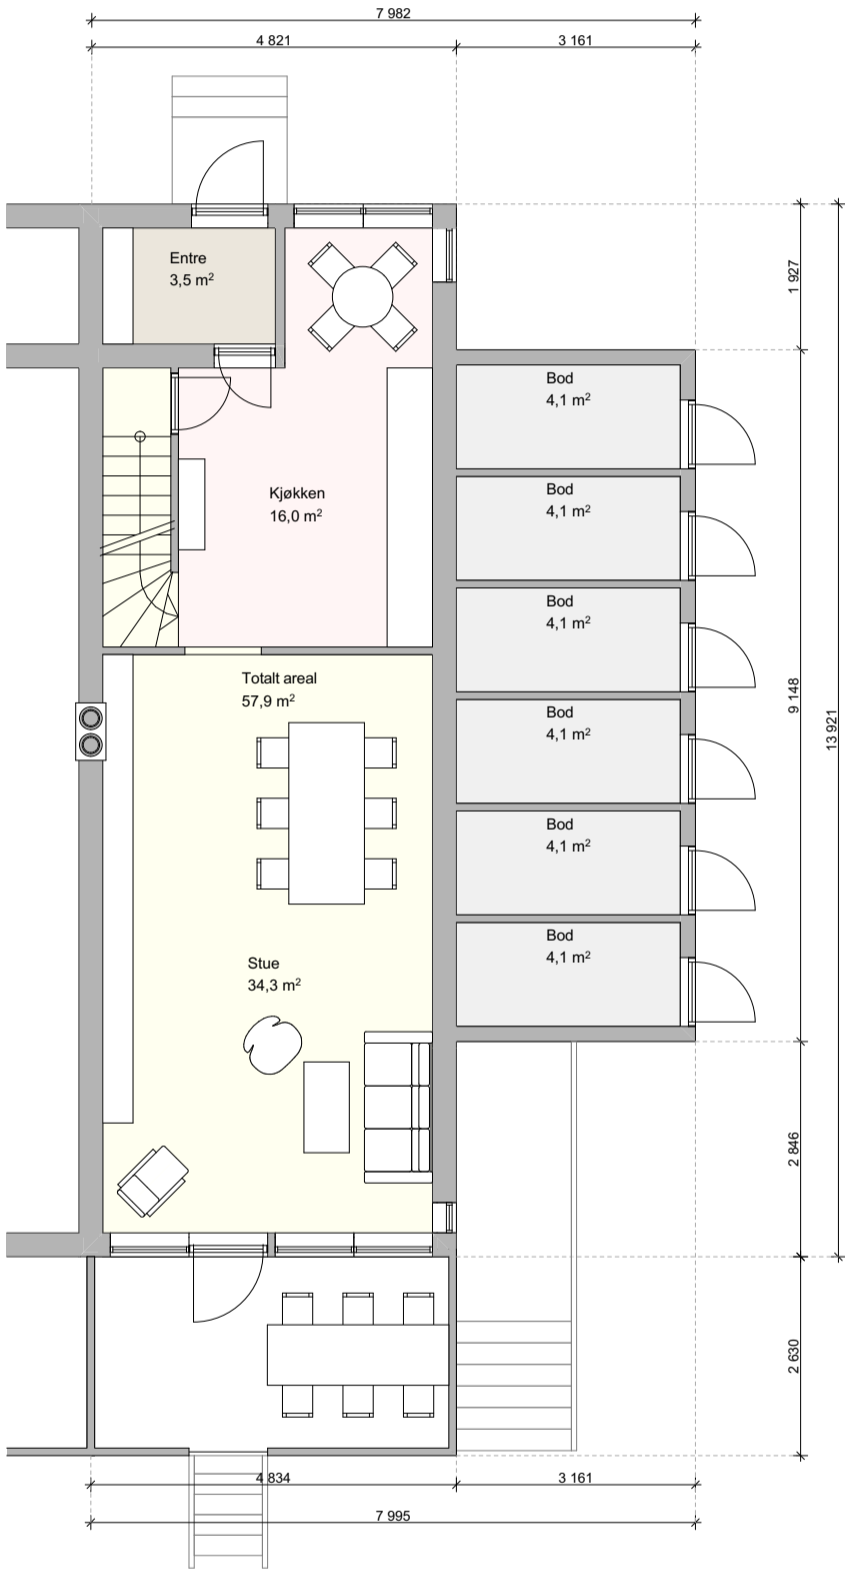 7 982
4 821
3 161
Entre
3,5 m²
1 927
Bod
4,1 m²
Bod
4,1 m²
Kjøkken
16,0 m²
Bod
4,1 m²
Totalt areal
57,9 m²
9 148
13 921
Bod
4,1 m²
Bod
4,1 m²
Bod
4,1 m²
Stue
34,3 m²
2 846
2 630
4 834
3 161
7 995